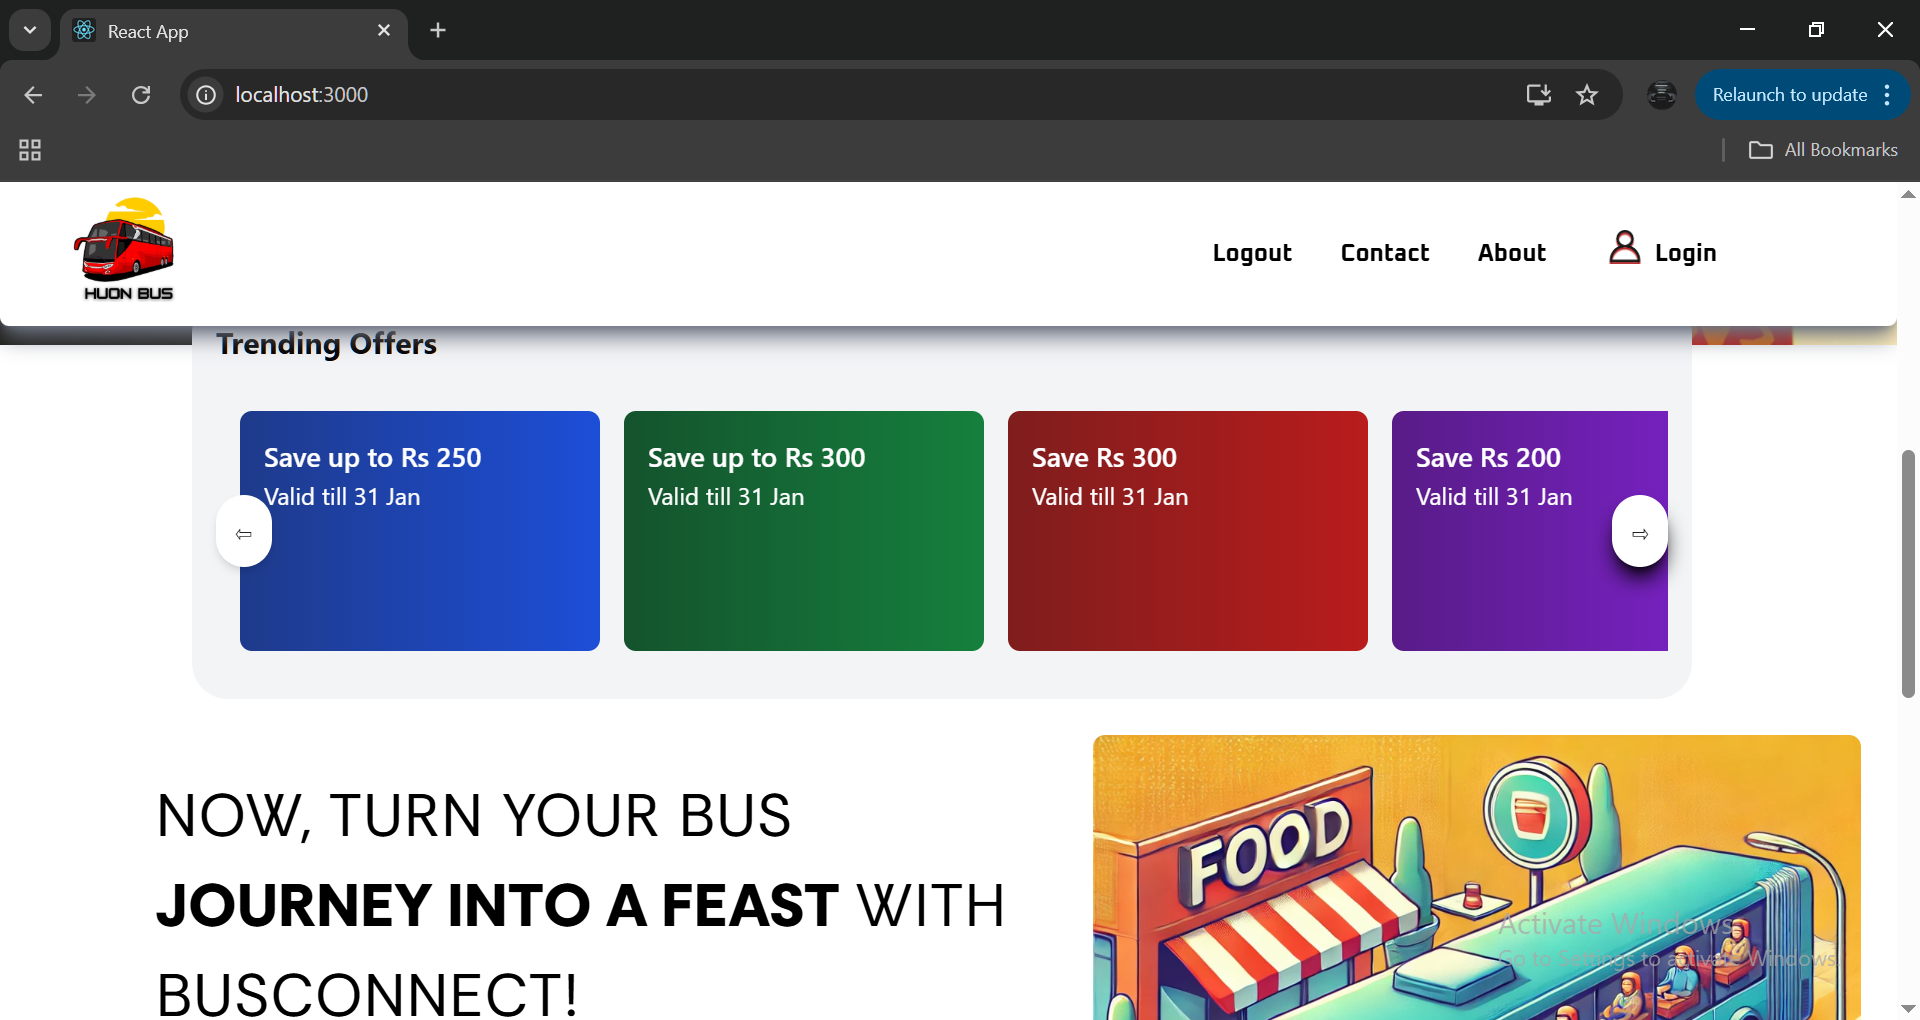 React App
localhost:3000
Relaunch to update
All Bookmarks
HUON BUS
Logout Contact About Login
Trending Offers
Save up to Rs 250
Valid till 31 Jan
Save up to Rs 300
Valid till 31 Jan
Save Rs 300
Valid till 31 Jan
Save Rs 200
Valid till 31 Jan
NOW, TURN YOUR BUS
JOURNEY INTO A FEAST WITH
BUSCONNECT!
FOOD
Activate Windows
Go to Settings to activate Windows.